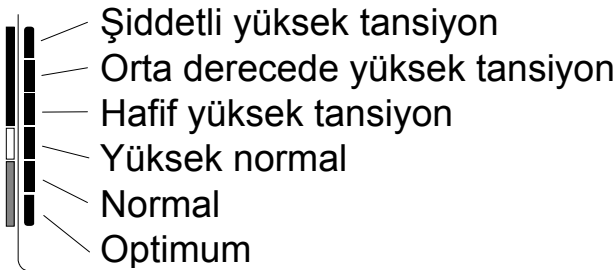 Şiddetli yüksek tansiyon
Orta derecede yüksek tansiyon
Hafif yüksek tansiyon
Yüksek normal
Normal
Optimum